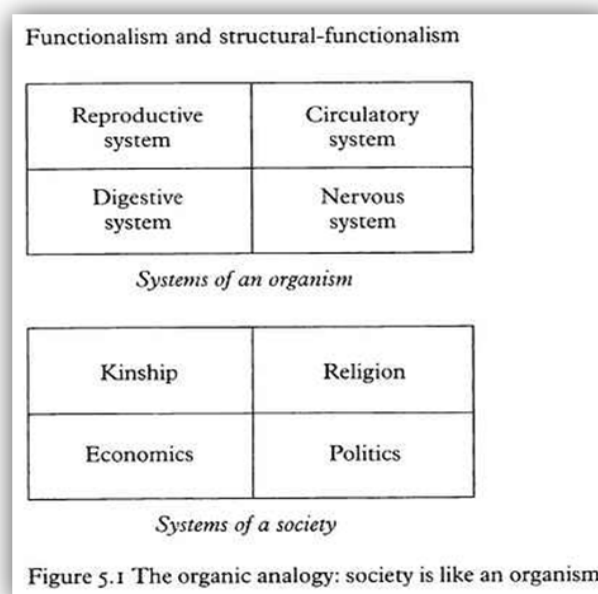 Functionalism and structural-functionalism
Reproductive system
Circulatory system
Digestive system
Nervous system
Systems of an organism
Kinship
Religion
Economics
Politics
Systems of a society
Figure 5.1 The organic analogy: society is like an organism